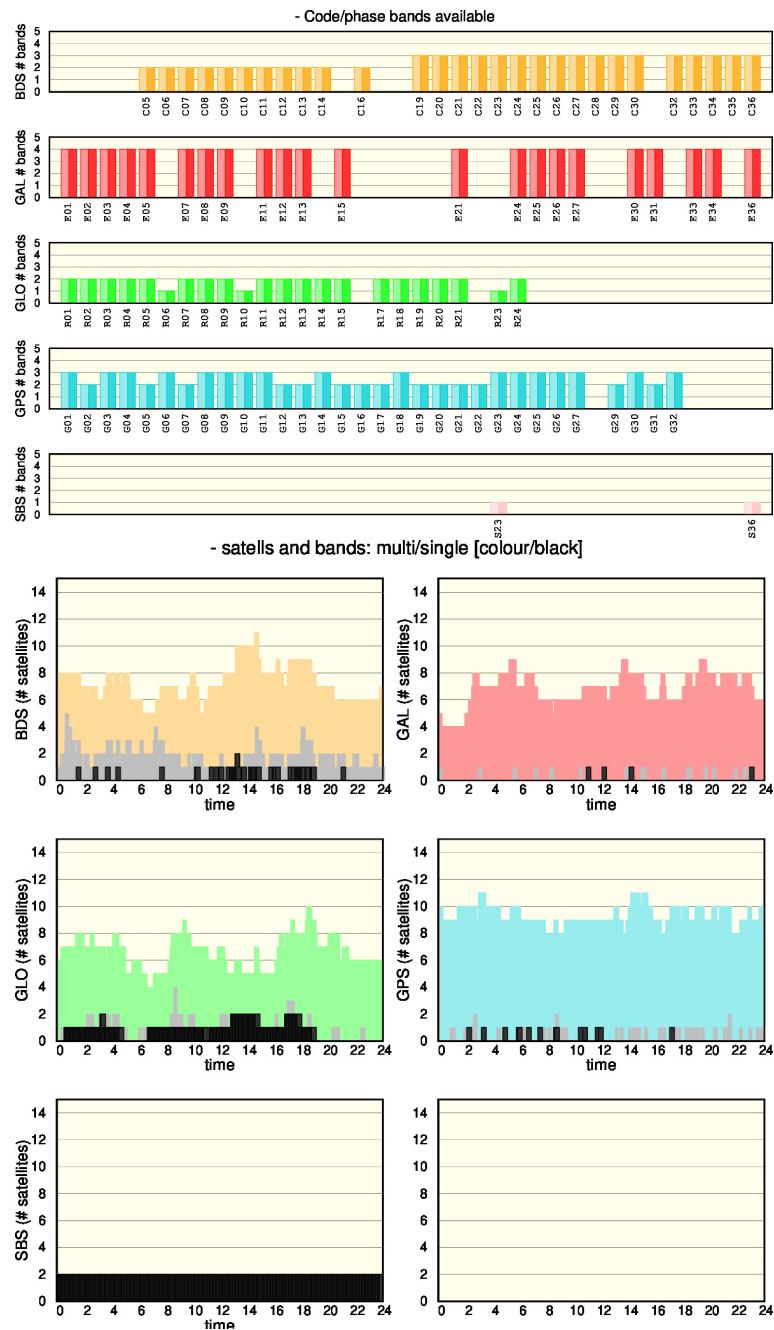 - Code/phase bands available
BDS # bands
5
4
3
2
1
0
C05 C06 C07 C08 C09 C10 C11 C12 C13 C14 C16 C19 C20 C21 C22 C23 C24 C25 C26 C27 C28 C29 C30 C32 C33 C34 C35 C36
GAL # bands
5
4
3
2
1
0
E01 E02 E03 E04 E05 E07 E08 E09 E11 E12 E13 E15 E21 E24 E25 E26 E27 E30 E31 E33 E34 E36
GLO # bands
5
4
3
2
1
0
R01 R02 R03 R04 R05 R06 R07 R08 R09 R10 R11 R12 R13 R14 R15 R17 R18 R19 R20 R21 R23 R24
GPS # bands
5
4
3
2
1
0
G01 G02 G03 G04 G05 G06 G07 G08 G09 G10 G11 G12 G13 G14 G15 G16 G17 G18 G19 G20 G21 G22 G23 G24 G25 G26 G27 G29 G30 G31 G32
SBS # bands
5
4
3
2
1
0
S23 S36
- satells and bands: multi/single [colour/black]
BDS (# satellites)
14
12
10
8
6
4
2
0
0 2 4 6 8 10 12 14 16 18 20 22 24
time
GAL (# satellites)
14
12
10
8
6
4
2
0
0 2 4 6 8 10 12 14 16 18 20 22 24
time
GLO (# satellites)
14
12
10
8
6
4
2
0
0 2 4 6 8 10 12 14 16 18 20 22 24
time
GPS (# satellites)
14
12
10
8
6
4
2
0
0 2 4 6 8 10 12 14 16 18 20 22 24
time
SBS (# satellites)
14
12
10
8
6
4
2
0
0 2 4 6 8 10 12 14 16 18 20 22 24
time
14
12
10
8
6
4
2
0
0 2 4 6 8 10 12 14 16 18 20 22 24